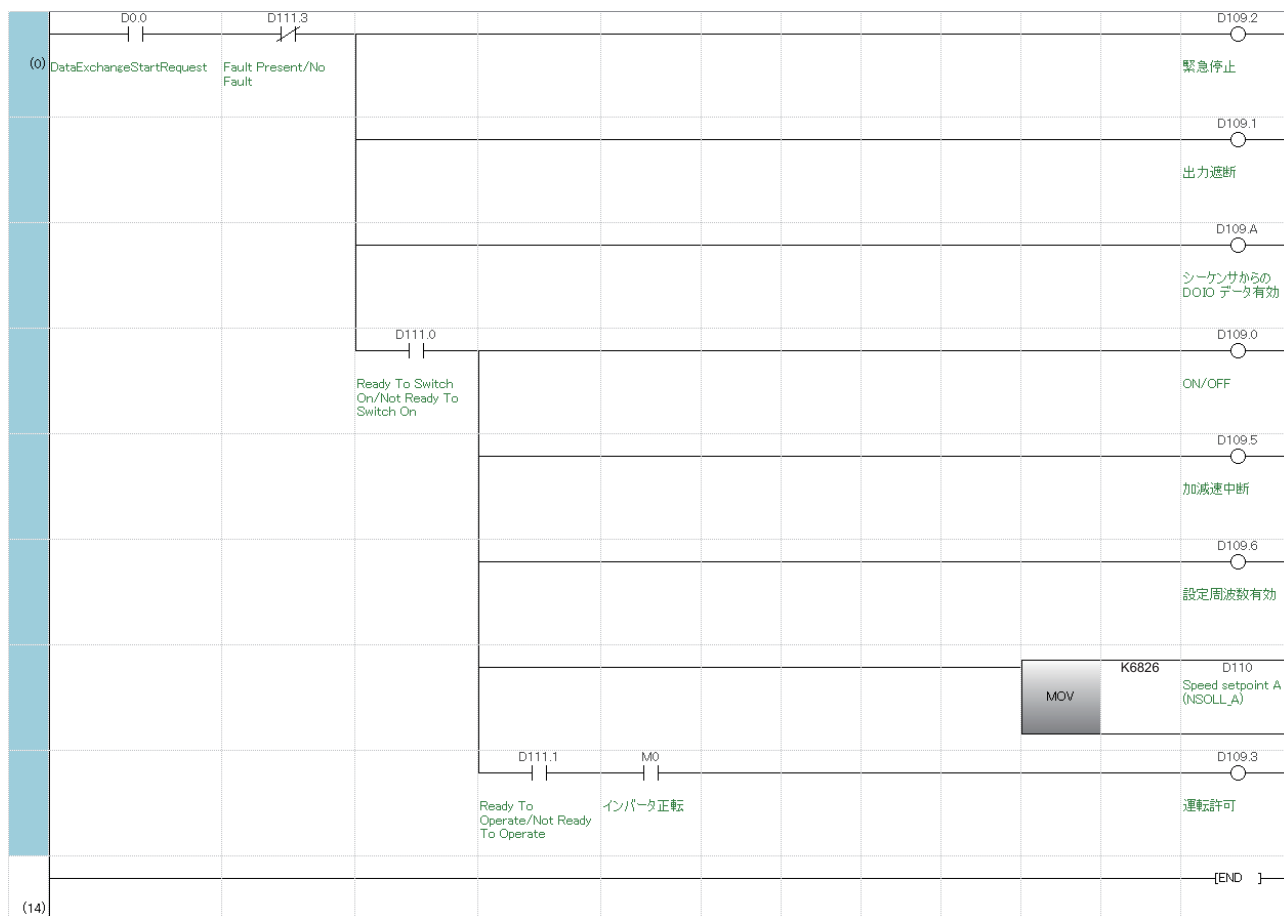 D0.0 D111.3 D109.2
(0) DataExchangeStartRequest Fault Present/No 緊急停止
Fault
D109.1
出力遮断
D109.A
シーケンサからの
DOIO データ有効
D111.0 D109.0
Ready To Switch ON/OFF
On/Not Ready To
Switch On
D109.5
加減速中断
D109.6
設定周波数有効
K6826 D110
MOV Speed setpoint A
(NSOLL_A)
D111.1 M0 D109.3
Ready To インバータ正転 運転許可
Operate/Not Ready
To Operate
[END ]
(14)